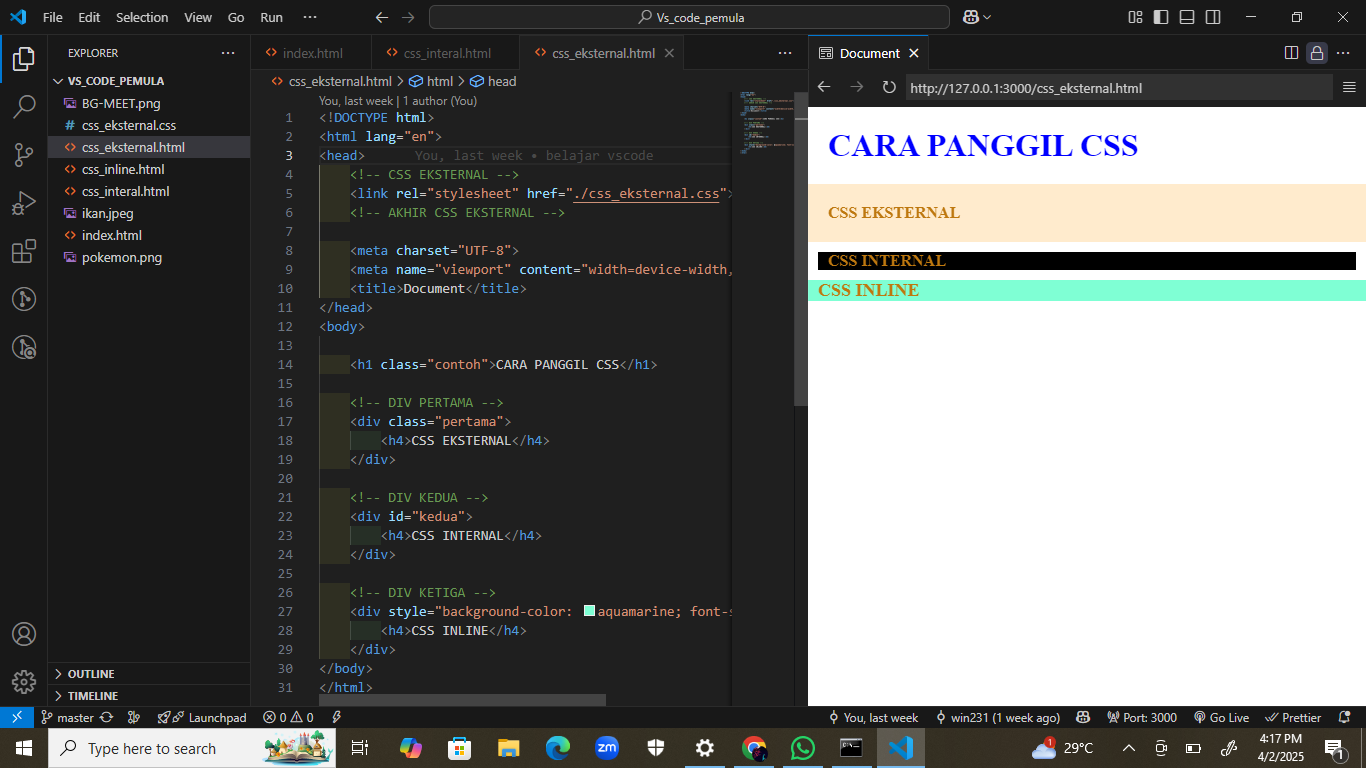 File Edit Selection View Go Run ···
Vs_code_pemula
EXPLORER
VS_CODE_PEMULA
BG-MEET.png
# css_eksternal.css
css_eksternal.html
css_inline.html
css_interal.html
ikan.jpeg
index.html
pokemon.png
OUTLINE
TIMELINE
index.html
css_interal.html
css_eksternal.html
css_eksternal.html > html > head
You, last week | 1 author (You)
1 <!DOCTYPE html>
2 <html lang="en">
3 <head> You, last week • belajar vscode
4 <!-- CSS EKSTERNAL -->
5 <link rel="stylesheet" href="./css_eksternal.css">
6 <!-- AKHIR CSS EKSTERNAL -->
7
8 <meta charset="UTF-8">
9 <meta name="viewport" content="width=device-width,
10 <title>Document</title>
11 </head>
12 <body>
13
14 <h1 class="contoh">CARA PANGGIL CSS</h1>
15
16 <!-- DIV PERTAMA -->
17 <div class="pertama">
18 <h4>CSS EKSTERNAL</h4>
19 </div>
20
21 <!-- DIV KEDUA -->
22 <div id="kedua">
23 <h4>CSS INTERNAL</h4>
24 </div>
25
26 <!-- DIV KETIGA -->
27 <div style="background-color: aquamarine; font-s
28 <h4>CSS INLINE</h4>
29 </div>
30 </body>
31 </html>
Document
http://127.0.0.1:3000/css_eksternal.html
CARA PANGGIL CSS
CSS EKSTERNAL
CSS INTERNAL
CSS INLINE
master Launchpad 0 0 You, last week win231 (1 week ago) Port: 3000 Go Live Prettier
Type here to search
zm
1
29°C
4:17 PM
4/2/2025
1